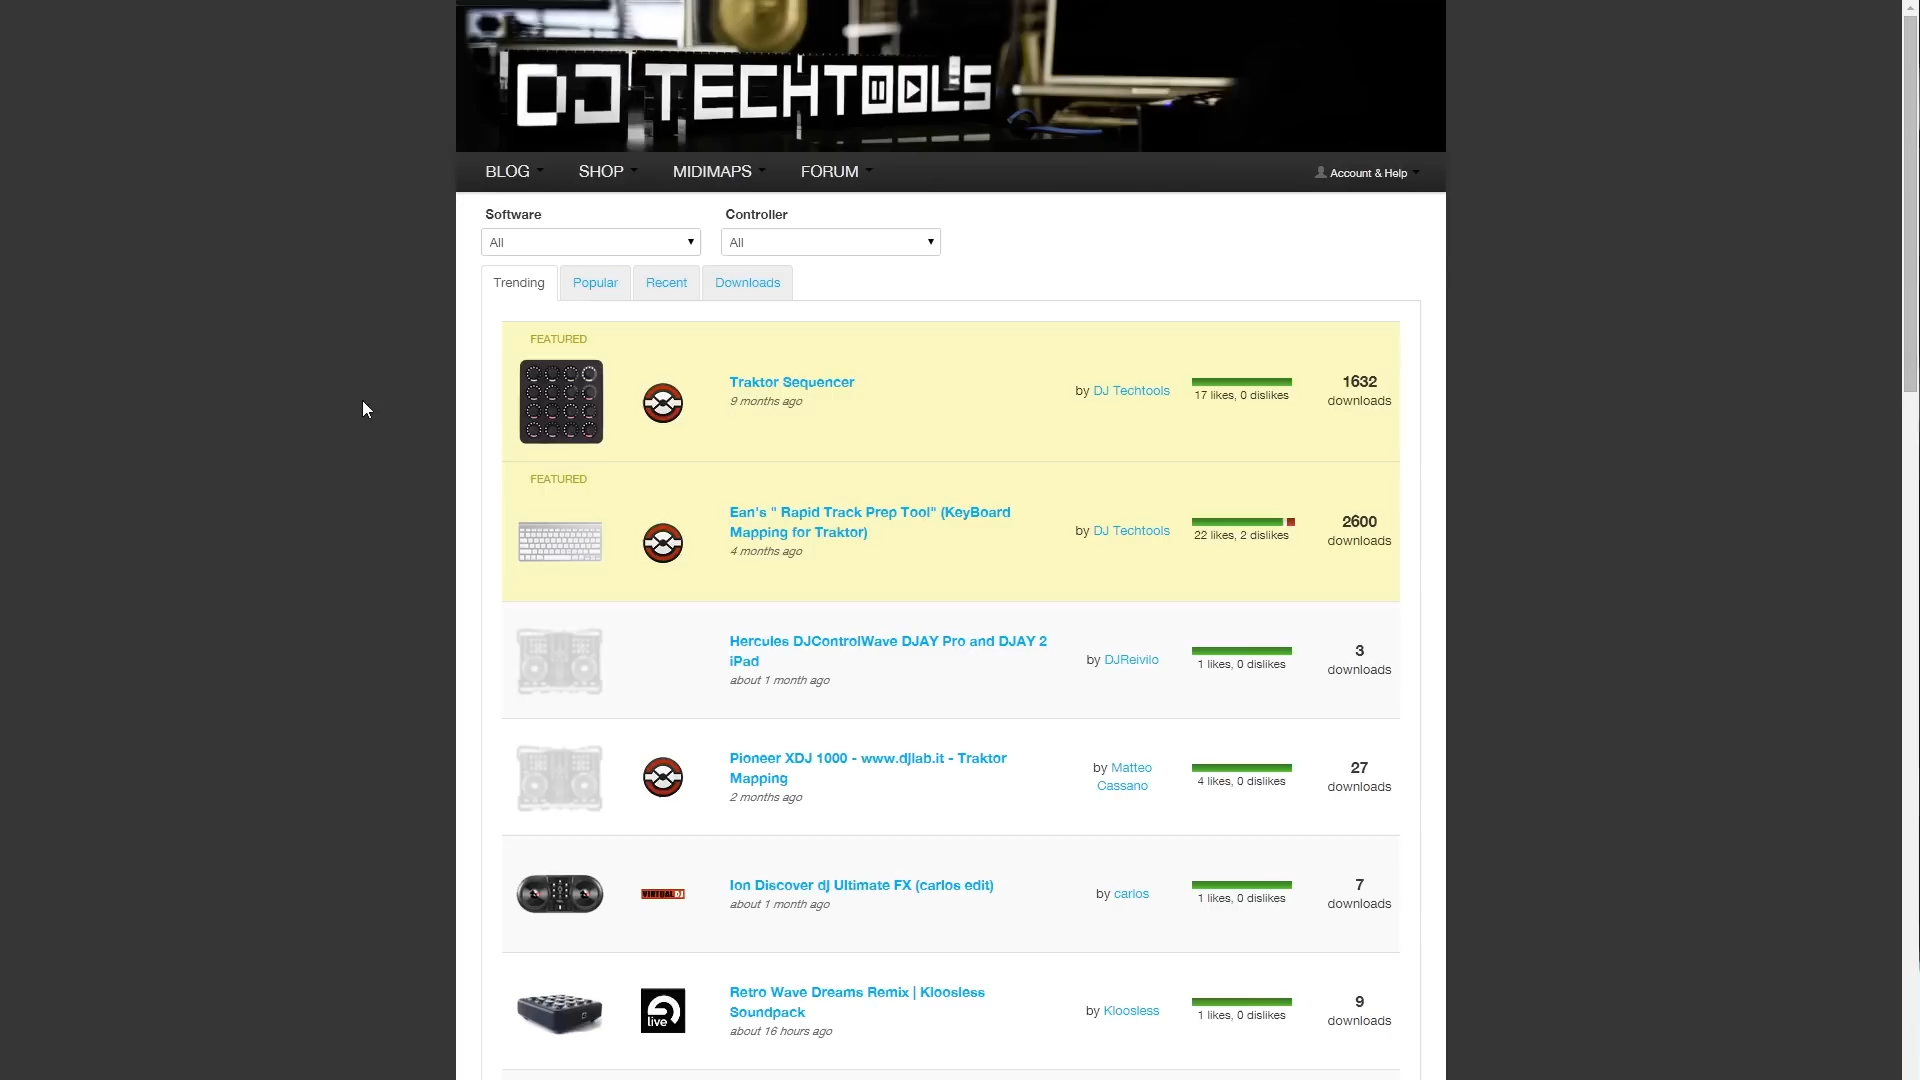 DJ TECHTOOLS
BLOG SHOP MIDIMAPS FORUM Account & Help
Software Controller
All All
Trending Popular Recent Downloads
FEATURED
Traktor Sequencer
9 months ago
by DJ Techtools
17 likes, 0 dislikes
1632
downloads
FEATURED
Ean's " Rapid Track Prep Tool" (KeyBoard
Mapping for Traktor)
4 months ago
by DJ Techtools
22 likes, 2 dislikes
2600
downloads
Hercules DJControlWave DJAY Pro and DJAY 2
iPad
about 1 month ago
by DJReivilo
1 likes, 0 dislikes
3
downloads
Pioneer XDJ 1000 - www.djlab.it - Traktor
Mapping
2 months ago
by Matteo
Cassano
4 likes, 0 dislikes
27
downloads
VIRTUAL DJ
Ion Discover dj Ultimate FX (carlos edit)
about 1 month ago
by carlos
1 likes, 0 dislikes
7
downloads
live
Retro Wave Dreams Remix | Kloosless
Soundpack
about 16 hours ago
by Kloosless
1 likes, 0 dislikes
9
downloads